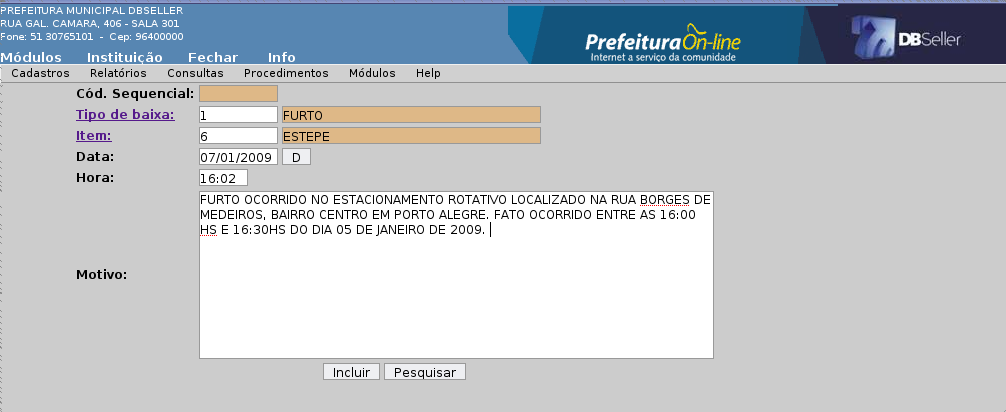 PREFEITURA MUNICIPAL DBSELLER
RUA GAL. CAMARA, 406 - SALA 301
Fone: 51 30765101 - Cep: 96400000
Prefeitura On-line
Internet a serviço da comunidade
DBSeller
Módulos Instituição Fechar Info
Cadastros Relatórios Consultas Procedimentos Módulos Help
Cód. Sequencial:
Tipo de baixa: 1 FURTO
Item: 6 ESTEPE
Data: 07/01/2009 D
Hora: 16:02
Motivo:
FURTO OCORRIDO NO ESTACIONAMENTO ROTATIVO LOCALIZADO NA RUA BORGES DE
MEDEIROS, BAIRRO CENTRO EM PORTO ALEGRE. FATO OCORRIDO ENTRE AS 16:00
HS E 16:30HS DO DIA 05 DE JANEIRO DE 2009.
Incluir Pesquisar